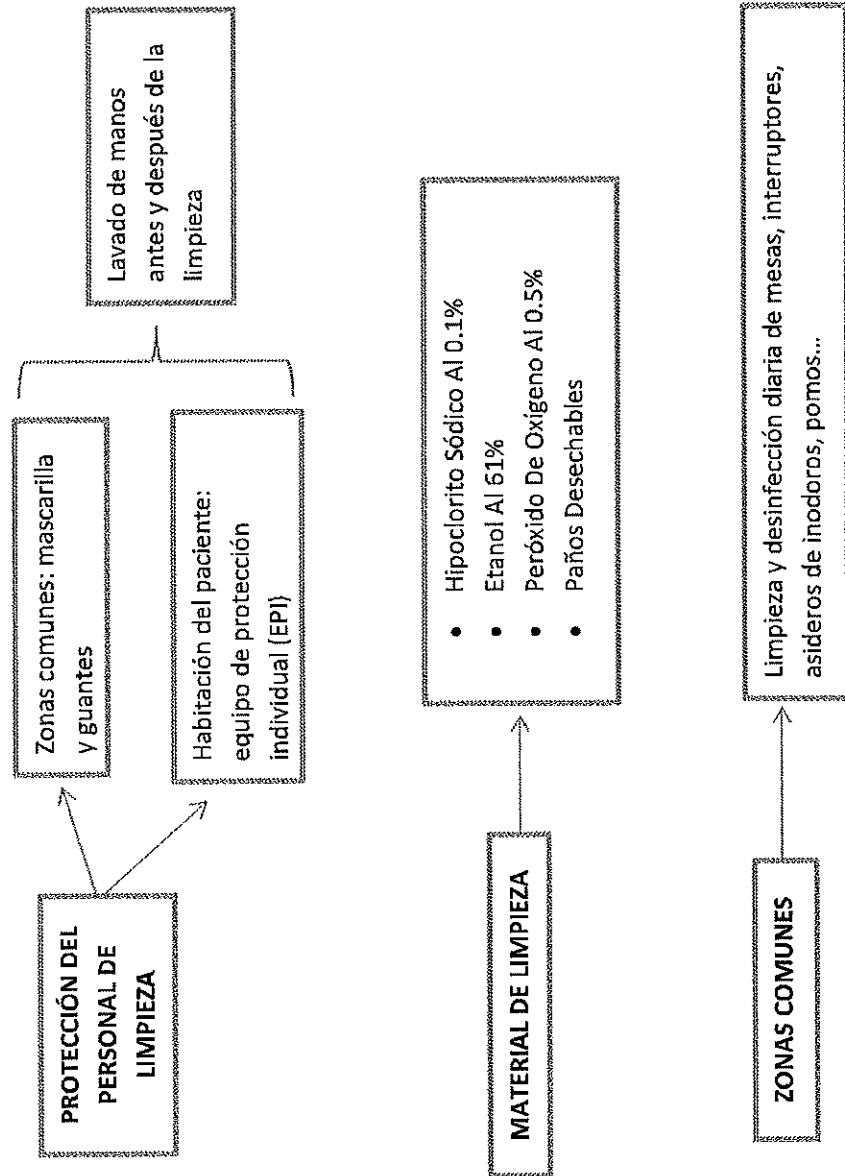 PROTECCIÓN DEL
PERSONAL DE
LIMPIEZA
Zonas comunes: mascarilla
y guantes
Habitación del paciente:
equipo de protección
individual (EPI)
Lavado de manos
antes y después de la
limpieza
MATERIAL DE LIMPIEZA
• Hipoclorito Sódico Al 0.1%
• Etanol Al 61%
• Peróxido De Oxígeno Al 0.5%
• Paños Desechables
ZONAS COMUNES
Limpieza y desinfección diaria de mesas, interruptores,
asideros de inodoros, pomos...